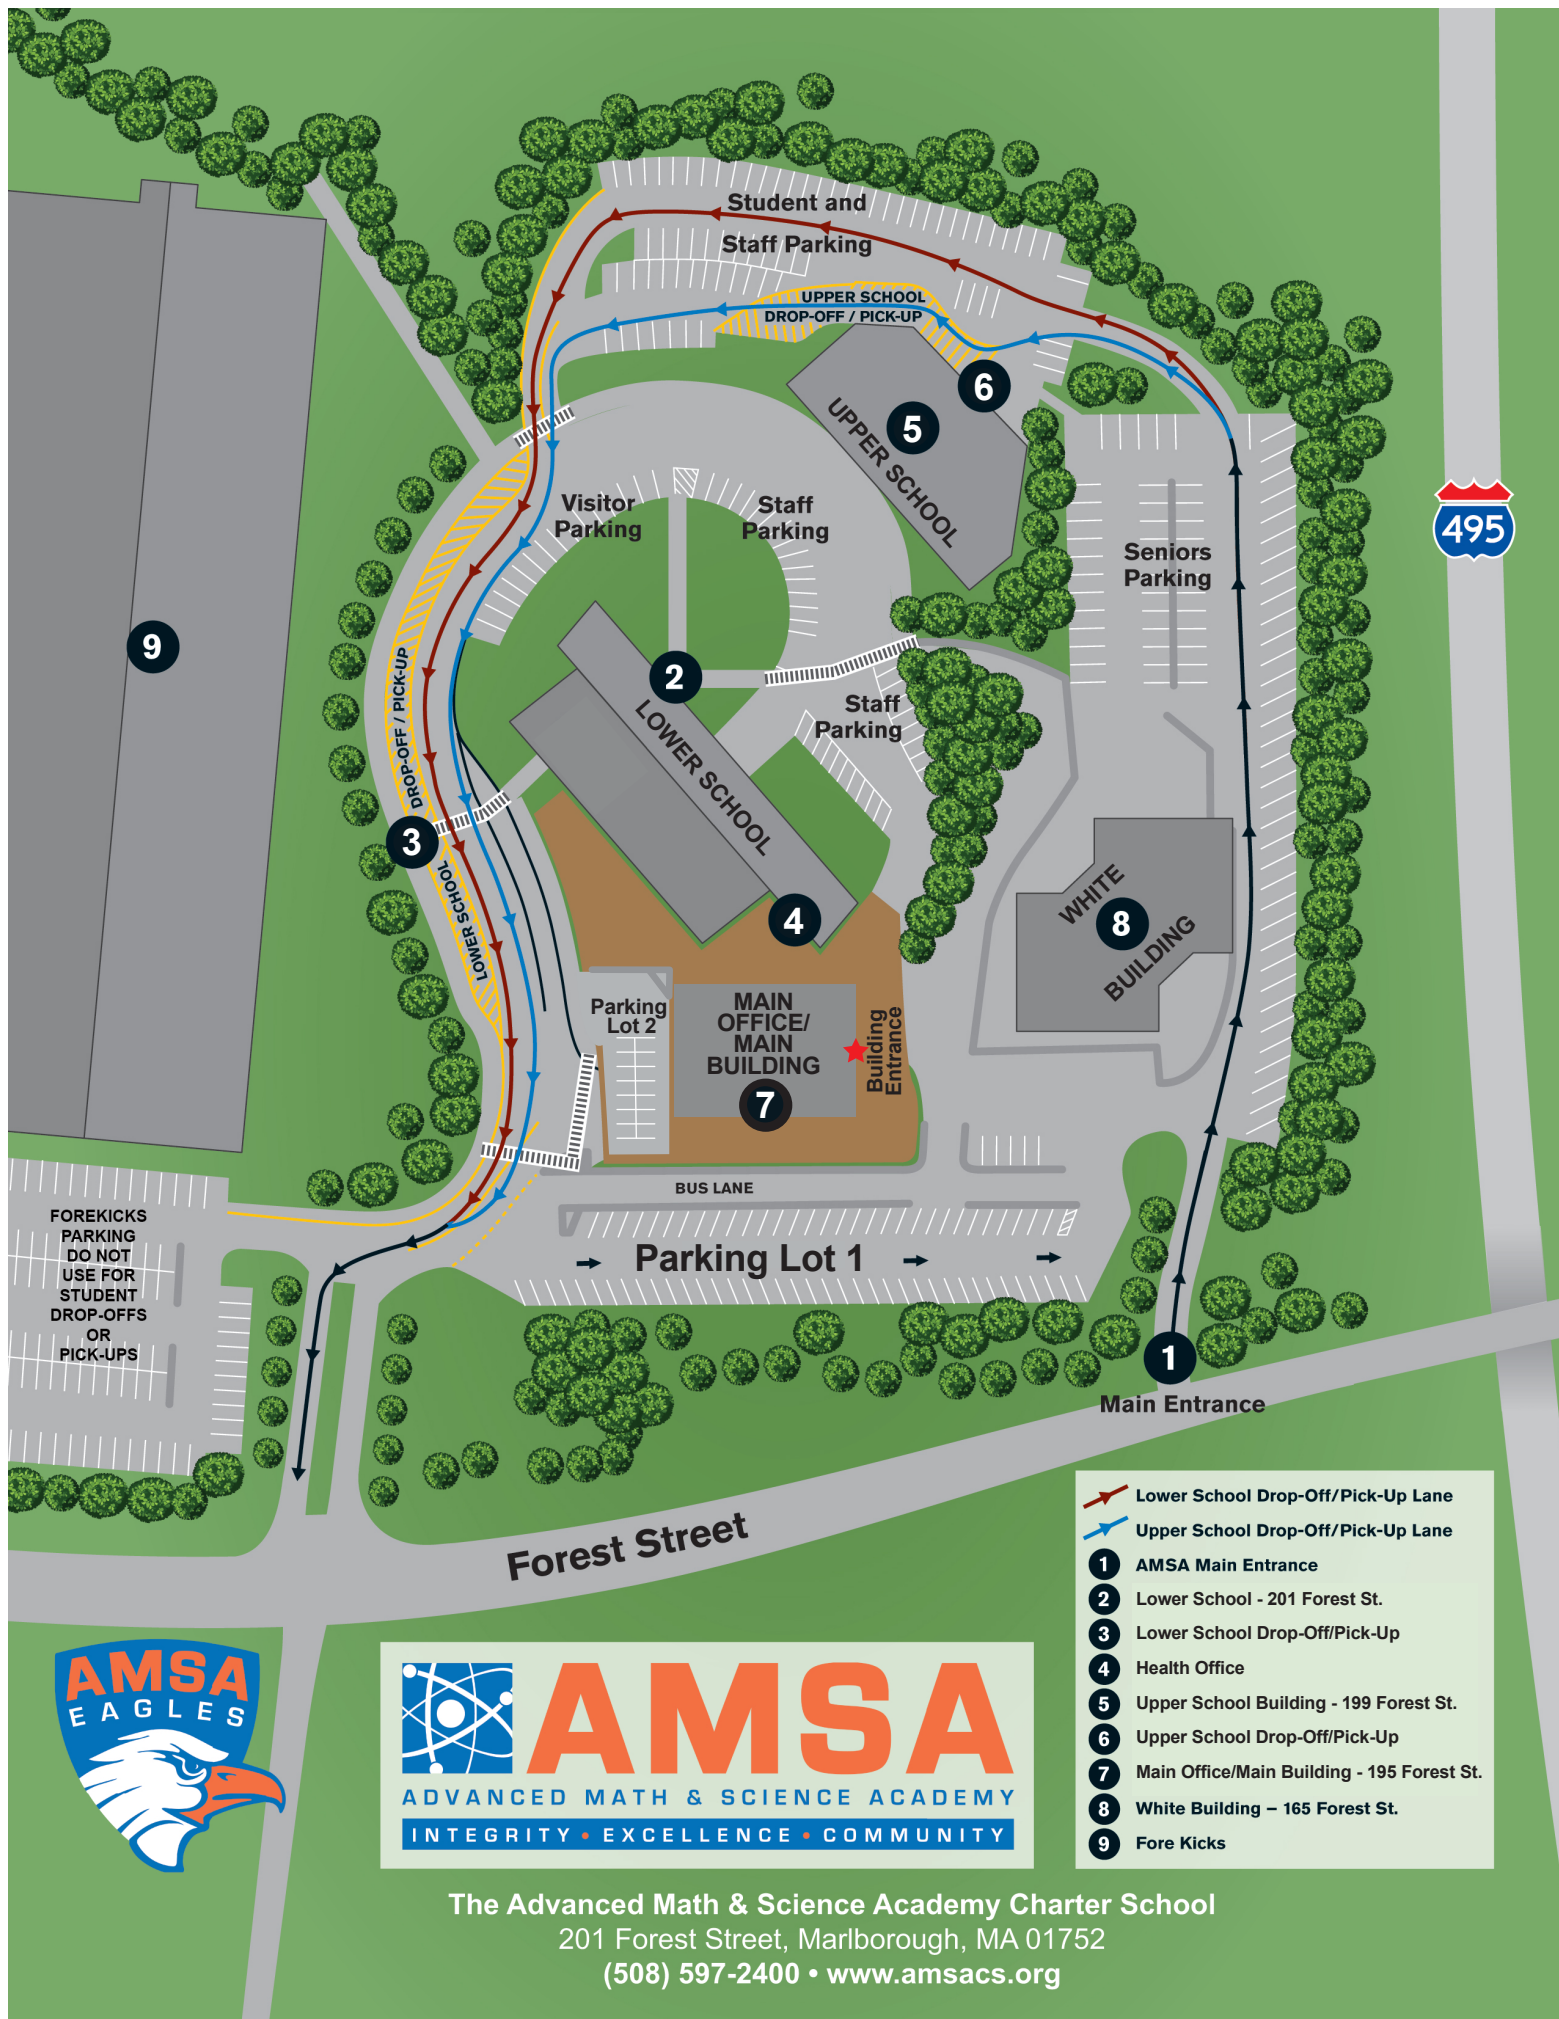 Student and
Staff Parking
UPPER SCHOOL
DROP-OFF / PICK-UP
6
5
UPPER SCHOOL
Visitor
Parking
Staff
Parking
Seniors
Parking
495
9
2
LOWER SCHOOL
DROP-OFF / PICK-UP
3
LOWER SCHOOL
Staff
Parking
4
WHITE
8
BUILDING
Parking
Lot 2
MAIN
OFFICE/
MAIN
BUILDING
7
Building
Entrance
BUS LANE
Parking Lot 1
FOREKICKS
PARKING
DO NOT
USE FOR
STUDENT
DROP-OFFS
OR
PICK-UPS
1
Main Entrance
Forest Street
Lower School Drop-Off/Pick-Up Lane
Upper School Drop-Off/Pick-Up Lane
1 AMSA Main Entrance
2 Lower School - 201 Forest St.
3 Lower School Drop-Off/Pick-Up
4 Health Office
5 Upper School Building - 199 Forest St.
6 Upper School Drop-Off/Pick-Up
7 Main Office/Main Building - 195 Forest St.
8 White Building – 165 Forest St.
9 Fore Kicks
AMSA
EAGLES
AMSA
ADVANCED MATH & SCIENCE ACADEMY
INTEGRITY • EXCELLENCE • COMMUNITY
The Advanced Math & Science Academy Charter School
201 Forest Street, Marlborough, MA 01752
(508) 597-2400 • www.amsacs.org